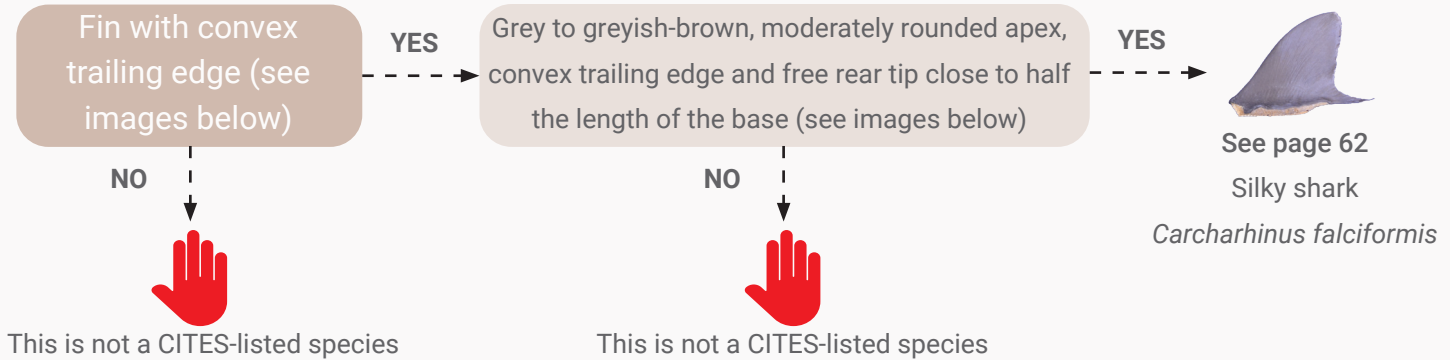 Fin with convex
trailing edge (see
images below)
YES
Grey to greyish-brown, moderately rounded apex,
convex trailing edge and free rear tip close to half
the length of the base (see images below)
YES
See page 62
Silky shark
Carcharhinus falciformis
NO
This is not a CITES-listed species
NO
This is not a CITES-listed species